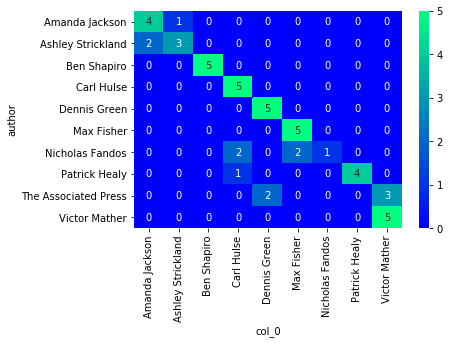 Amanda Jackson 4 1 0 0 0 0 0 0 0
Ashley Strickland 2 3 0 0 0 0 0 0 0
Ben Shapiro 0 0 5 0 0 0 0 0 0
Carl Hulse 0 0 0 5 0 0 0 0 0
Dennis Green 0 0 0 0 5 0 0 0 0
Max Fisher 0 0 0 0 0 5 0 0 0
Nicholas Fandos 0 0 0 2 0 2 1 0 0
Patrick Healy 0 0 0 1 0 0 0 4 0
The Associated Press 0 0 0 0 2 0 0 0 3
Victor Mather 0 0 0 0 0 0 0 0 5
author
Amanda Jackson
Ashley Strickland
Ben Shapiro
Carl Hulse
Dennis Green
Max Fisher
Nicholas Fandos
Patrick Healy
Victor Mather
col_0
5
4
3
2
1
0